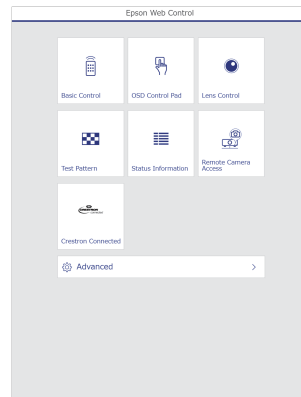 Epson Web Control
Basic Control
OSD Control Pad
Lens Control
Test Pattern
Status Information
Remote Camera
Access
CRESTRON
Crestron Connected
Advanced